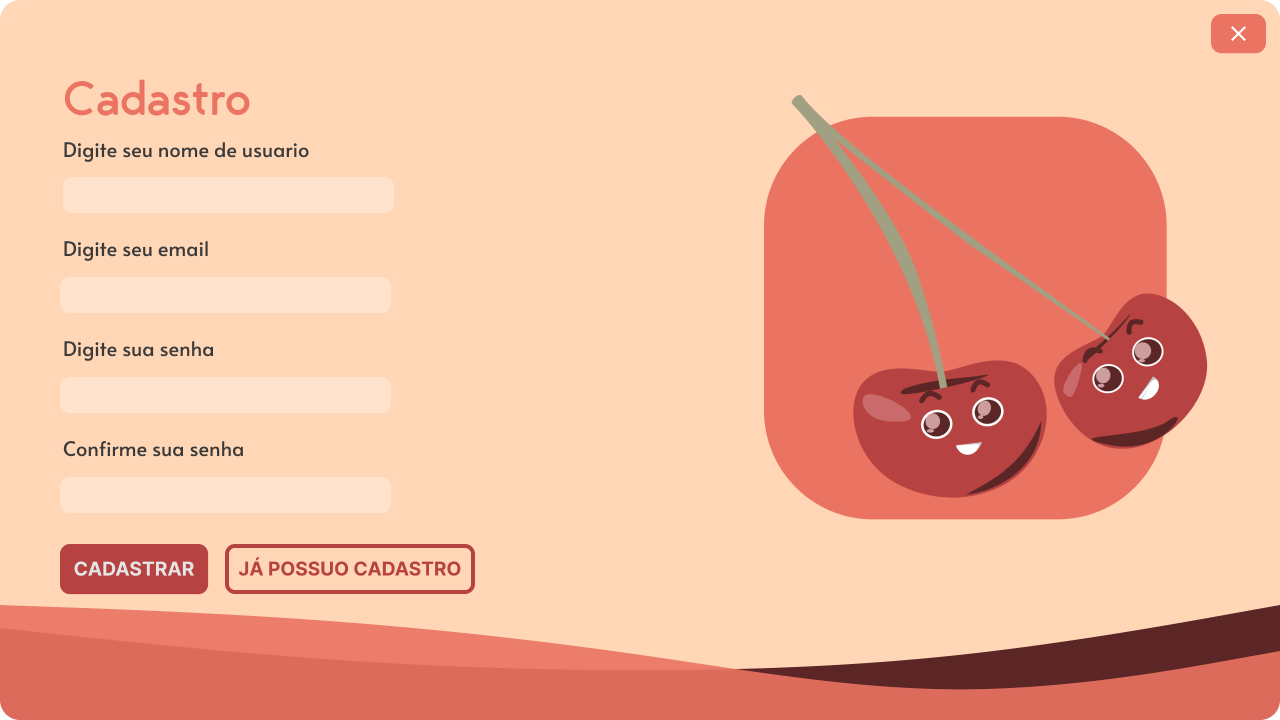 Cadastro
Digite seu nome de usuario
Digite seu email
Digite sua senha
Confirme sua senha
CADASTRAR
JÁ POSSUO CADASTRO